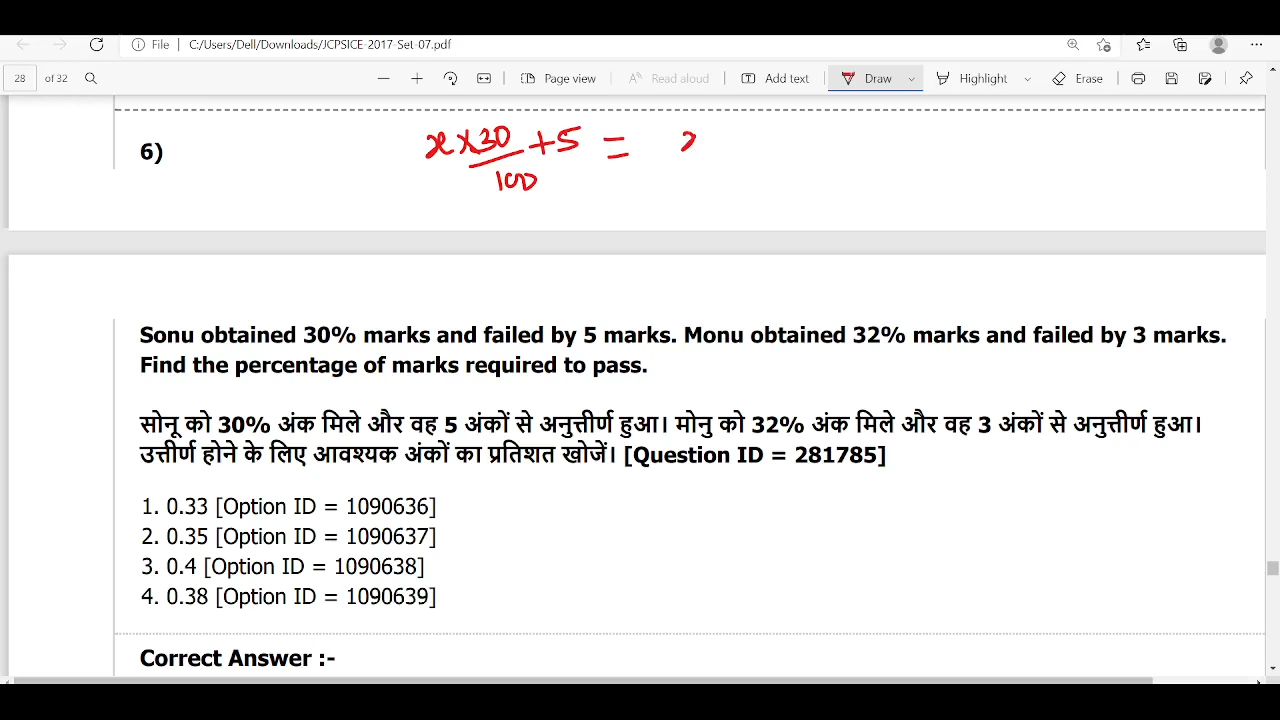 File C:/Users/Dell/Downloads/JCPSICE-2017-Set-07.pdf
28 of 32 Page view Read aloud Add text Draw Highlight Erase
6)
x × 30 + 5 = x
100
Sonu obtained 30% marks and failed by 5 marks. Monu obtained 32% marks and failed by 3 marks.
Find the percentage of marks required to pass.
सोनू को 30% अंक मिले और वह 5 अंकों से अनुत्तीर्ण हुआ। मोनु को 32% अंक मिले और वह 3 अंकों से अनुत्तीर्ण हुआ।
उत्तीर्ण होने के लिए आवश्यक अंकों का प्रतिशत खोजें। [Question ID = 281785]
1. 0.33 [Option ID = 1090636]
2. 0.35 [Option ID = 1090637]
3. 0.4 [Option ID = 1090638]
4. 0.38 [Option ID = 1090639]
Correct Answer :-